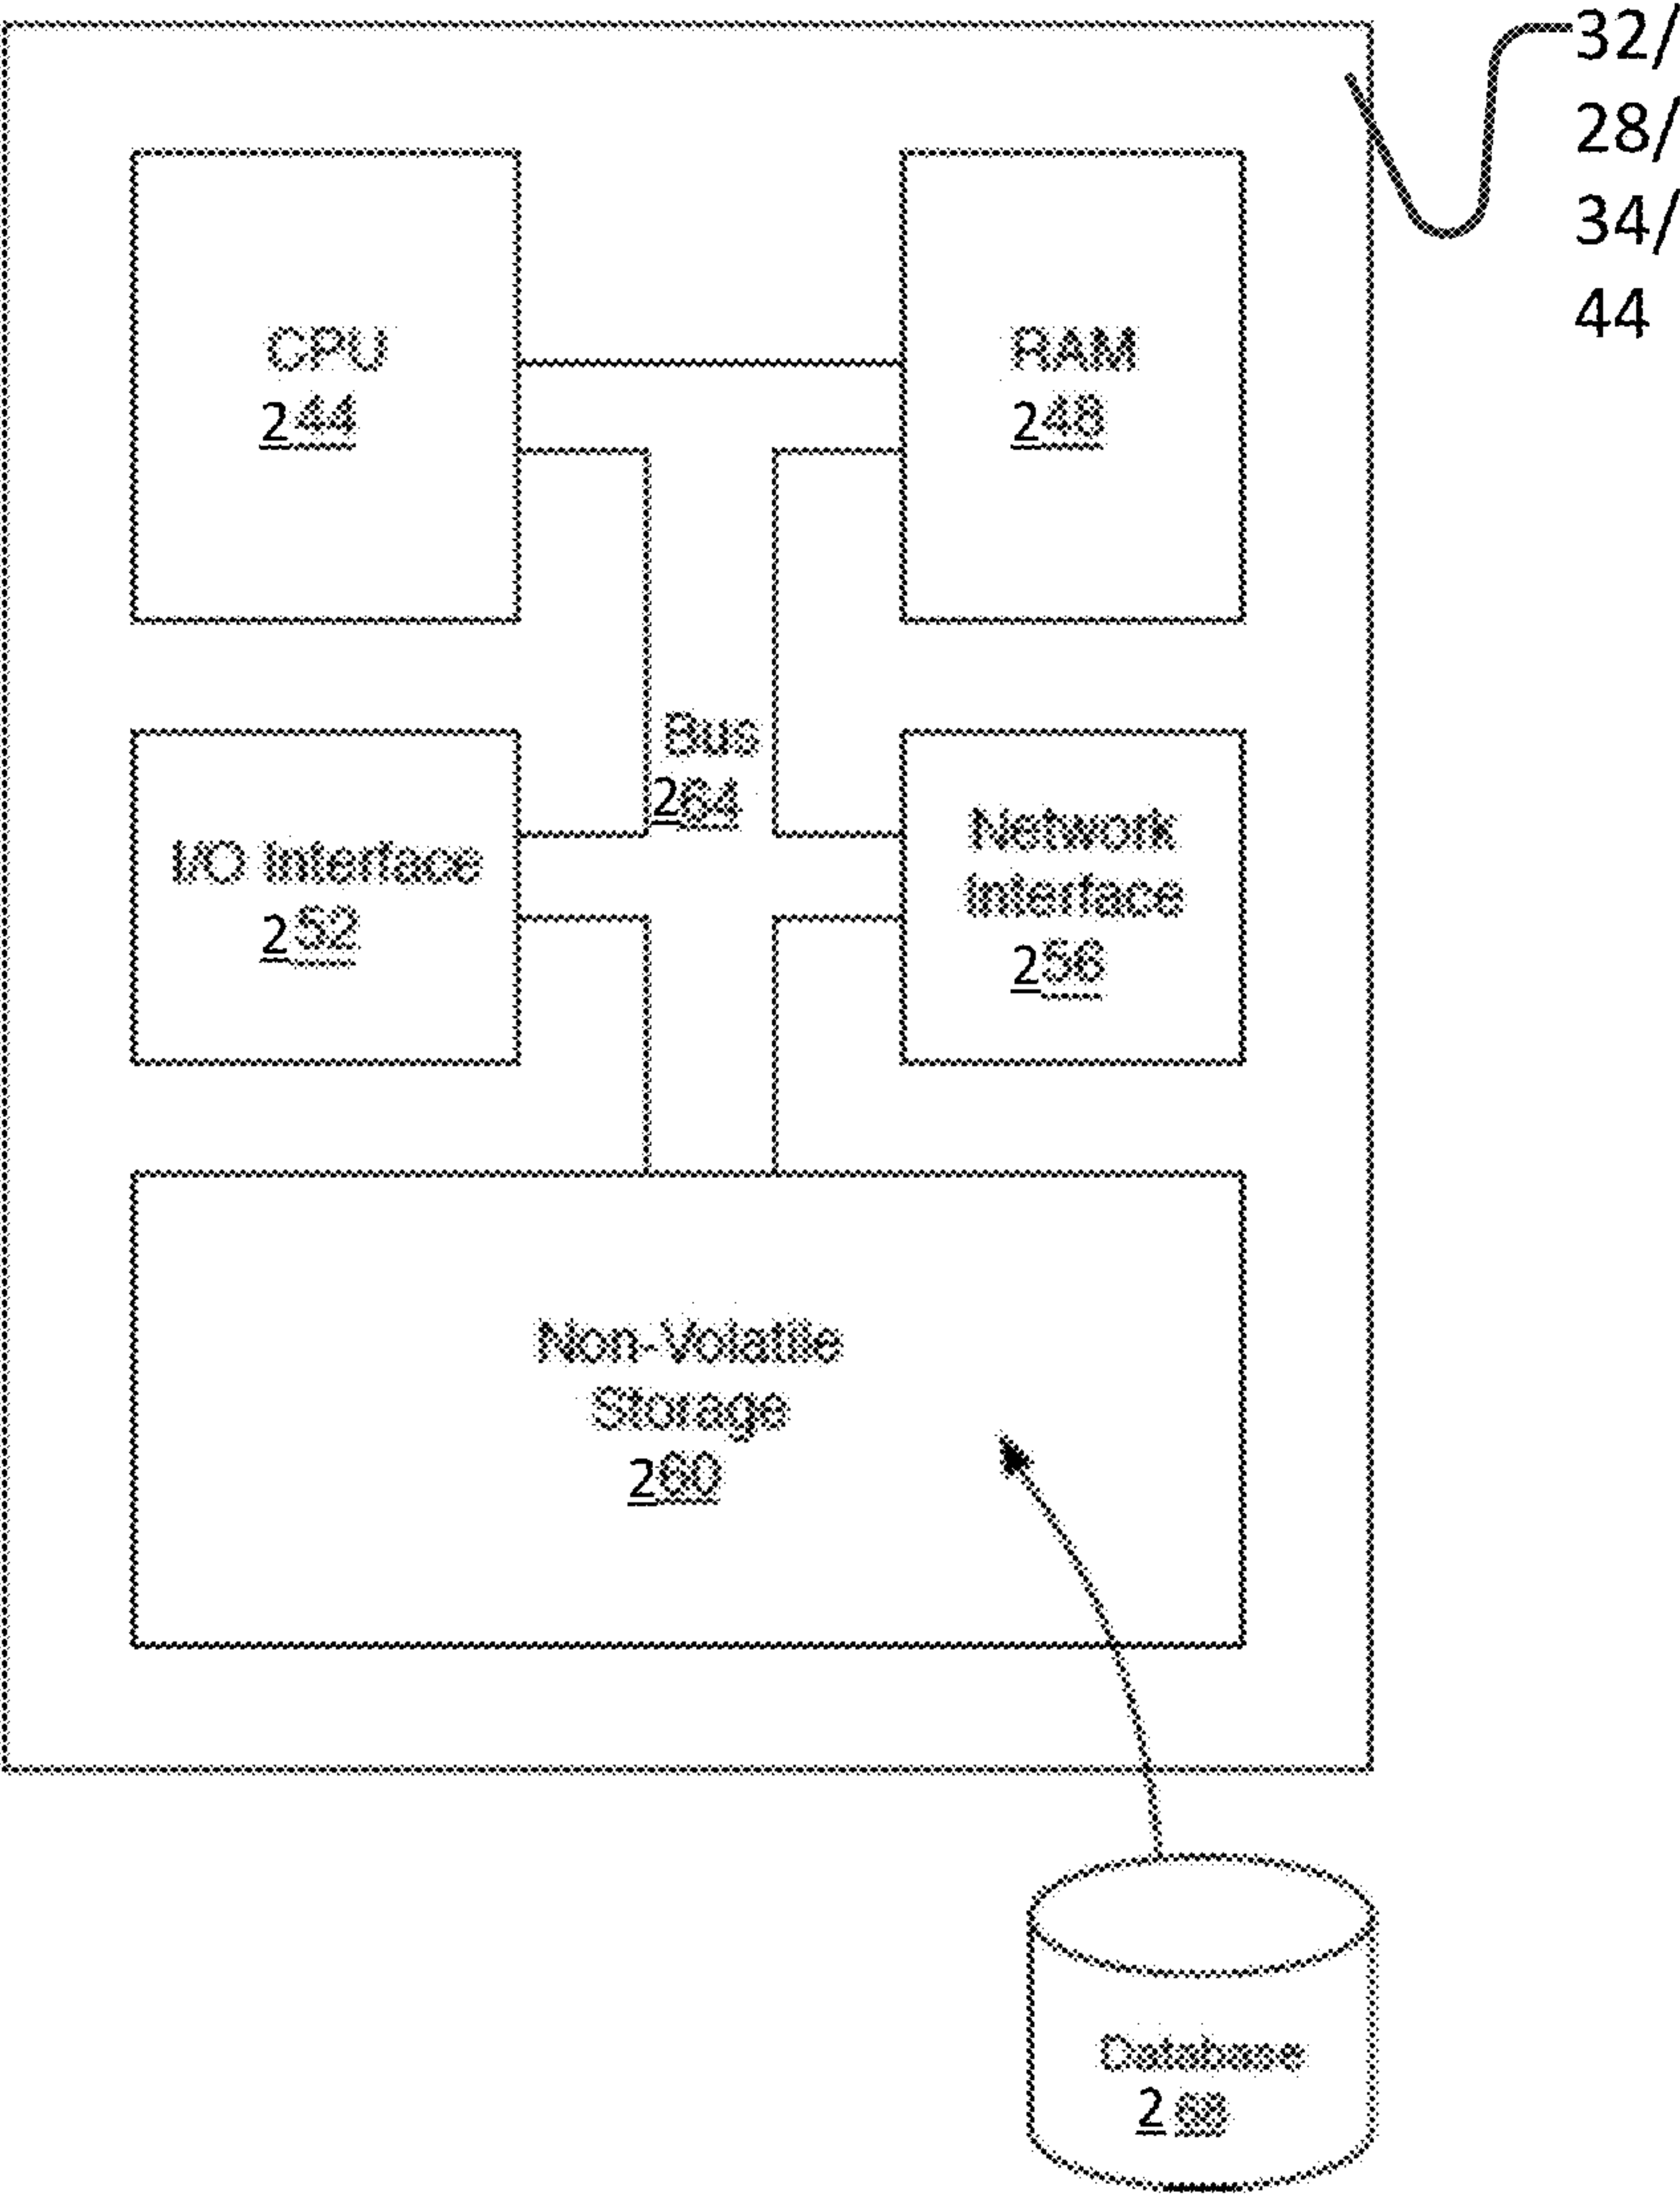 32/
28/
34/
44
CPU
244
RAM
248
Bus
264
I/O Interface
252
Network
Interface
256
Non-Volatile
Storage
260
Database
268